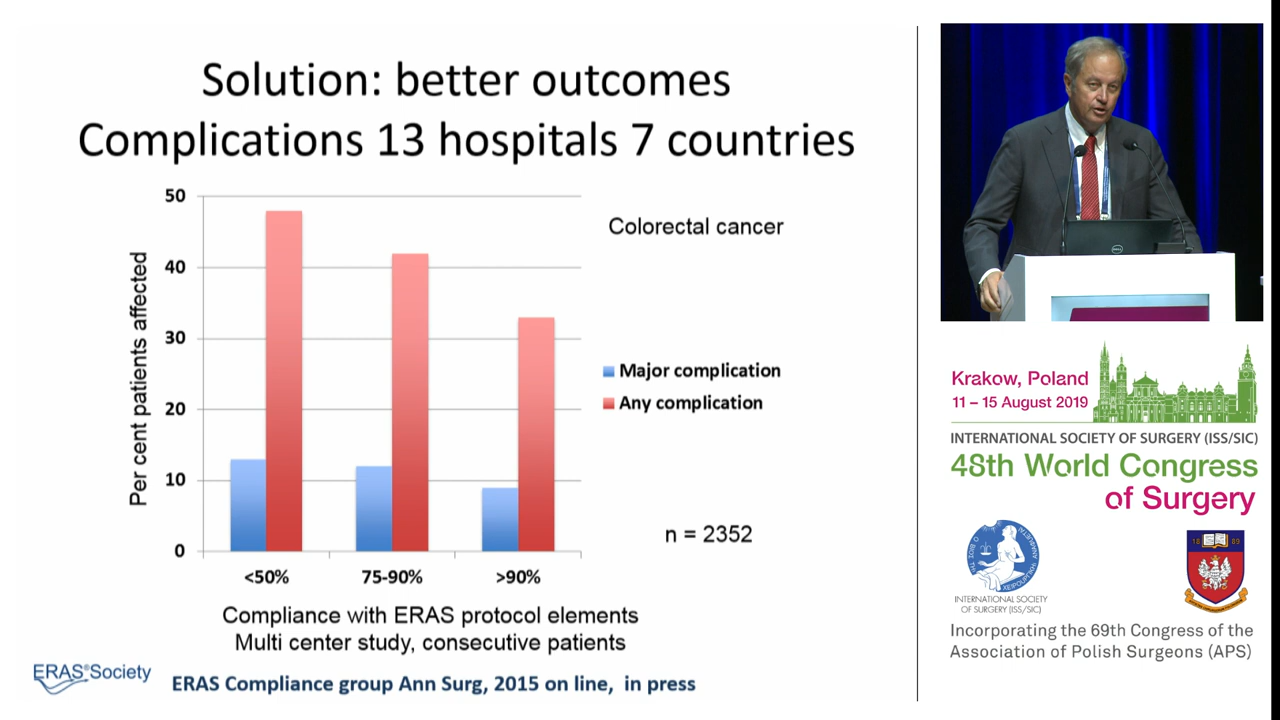 Solution: better outcomes
Complications 13 hospitals 7 countries
50
40
30
20
10
0
Per cent patients affected
Colorectal cancer
Major complication
Any complication
n = 2352
<50%
75-90%
>90%
Compliance with ERAS protocol elements
Multi center study, consecutive patients
ERAS®Society
ERAS Compliance group Ann Surg, 2015 on line, in press
DELL
Krakow, Poland
11 – 15 August 2019
INTERNATIONAL SOCIETY OF SURGERY (ISS/SIC)
48th World Congress
of Surgery
INTERNATIONAL SOCIETY
OF SURGERY (ISS/SIC)
18 89
Incorporating the 69th Congress of the
Association of Polish Surgeons (APS)